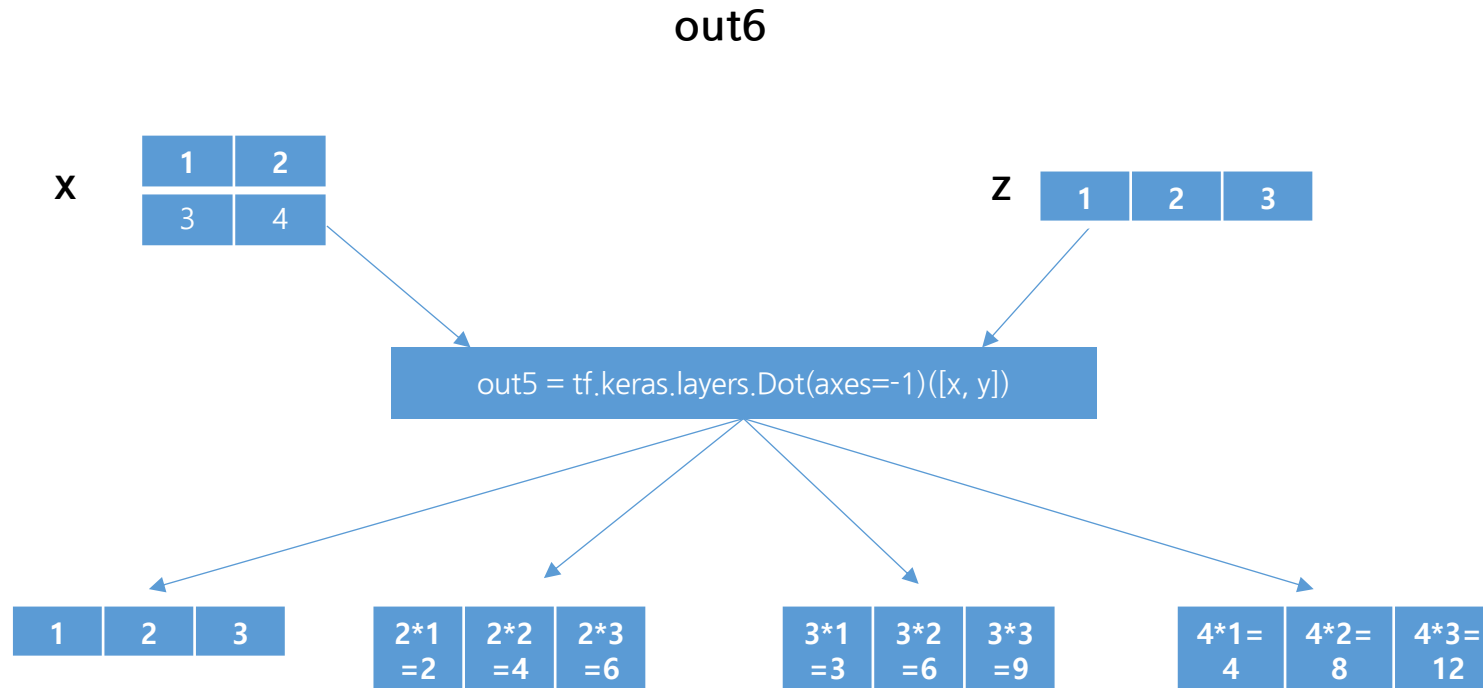 out6
x
1 2
3 4
z
1 2 3
out5 = tf.keras.layers.Dot(axes=-1)([x, y])
1 2 3
2*1 2*2 2*3
=2 =4 =6
3*1 3*2 3*3
=3 =6 =9
4*1= 4*2= 4*3=
4 8 12